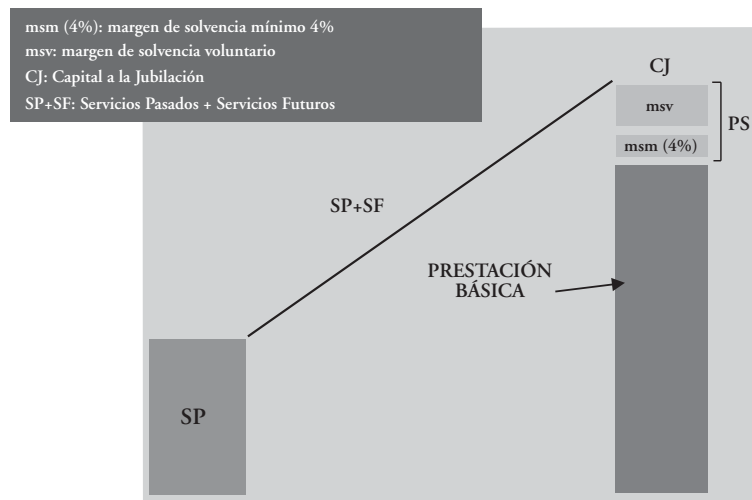 msm (4%): margen de solvencia mínimo 4%
msv: margen de solvencia voluntario
CJ: Capital a la Jubilación
SP+SF: Servicios Pasados + Servicios Futuros
CJ
msv
PS
msm (4%)
SP+SF
PRESTACIÓN
BÁSICA
SP